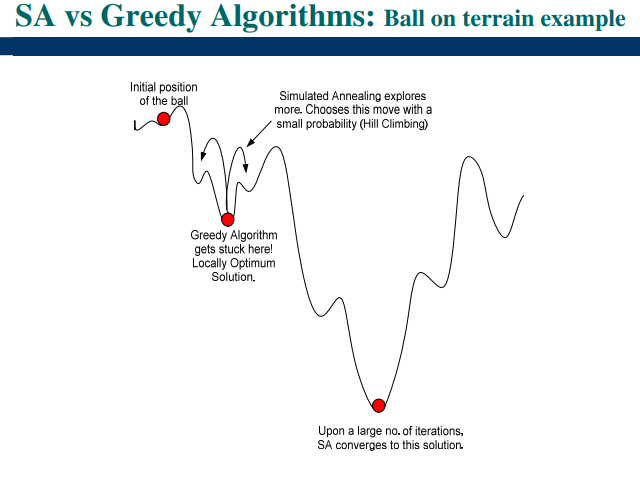 SA vs Greedy Algorithms: Ball on terrain example
Initial position
of the ball
Simulated Annealing explores
more. Chooses this move with a
small probability (Hill Climbing)
Greedy Algorithm
gets stuck here!
Locally Optimum
Solution.
Upon a large no. of iterations,
SA converges to this solution.